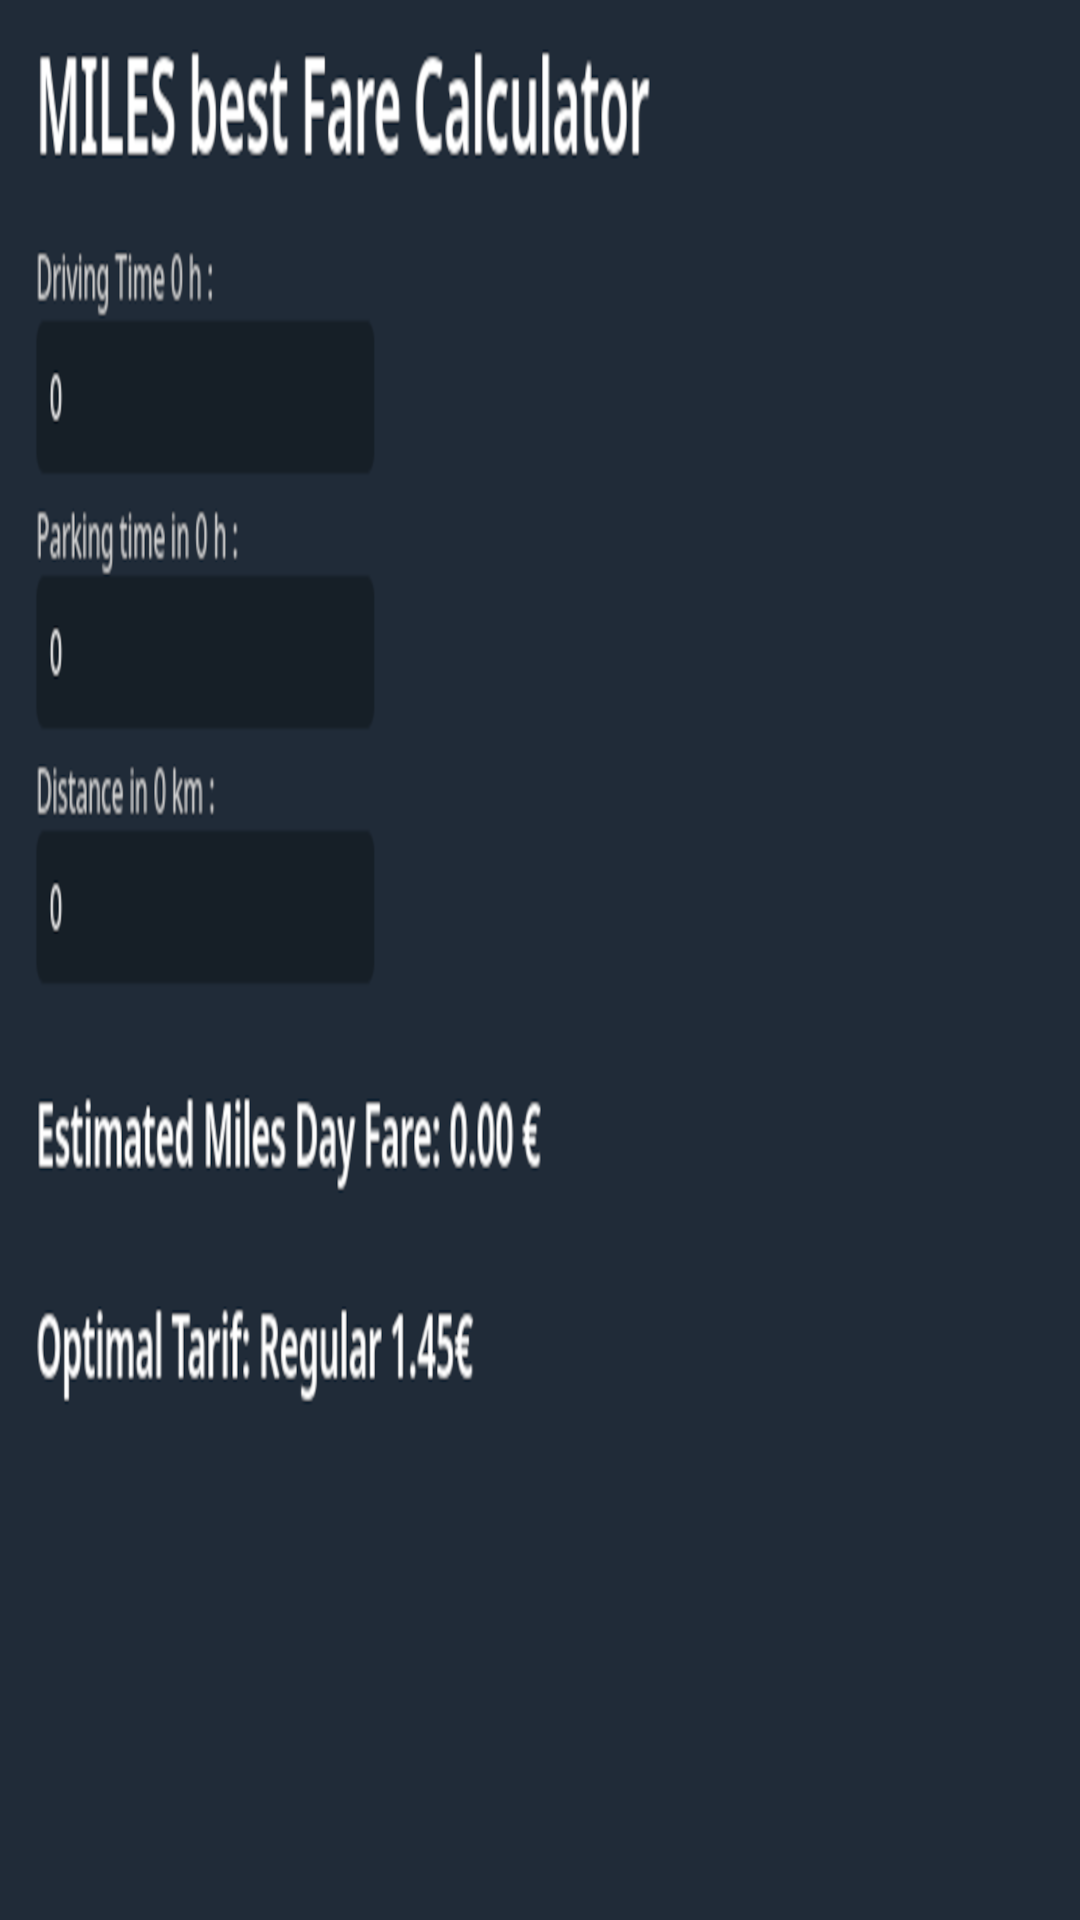 MILES best Fare Calculator
Driving Time 0 h :
0
Parking time in 0 h :
0
Distance in 0 km :
0
Estimated Miles Day Fare: 0.00 €
Optimal Tarif: Regular 1.45€